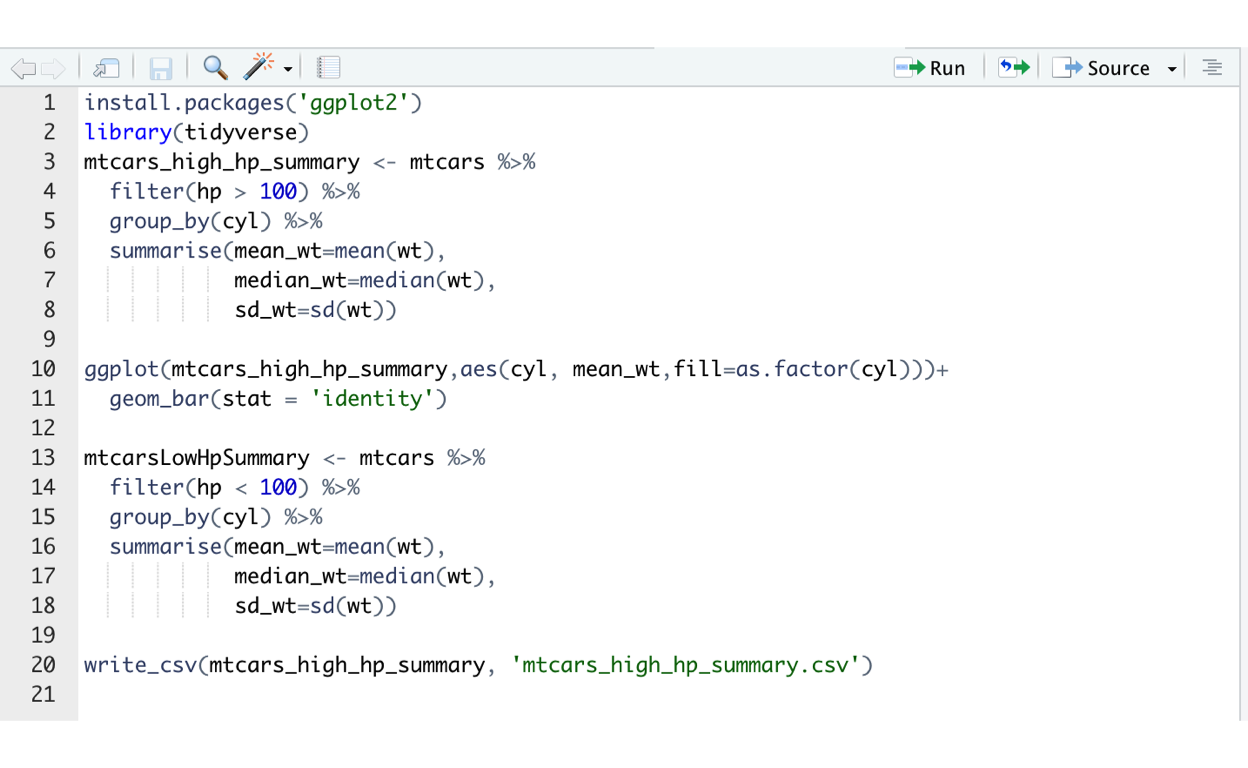 Run Source
1 install.packages('ggplot2')
2 library(tidyverse)
3 mtcars_high_hp_summary <- mtcars %>%
4   filter(hp > 100) %>%
5   group_by(cyl) %>%
6   summarise(mean_wt=mean(wt),
7             median_wt=median(wt),
8             sd_wt=sd(wt))
9
10 ggplot(mtcars_high_hp_summary,aes(cyl, mean_wt,fill=as.factor(cyl)))+
11   geom_bar(stat = 'identity')
12
13 mtcarsLowHpSummary <- mtcars %>%
14   filter(hp < 100) %>%
15   group_by(cyl) %>%
16   summarise(mean_wt=mean(wt),
17             median_wt=median(wt),
18             sd_wt=sd(wt))
19
20 write_csv(mtcars_high_hp_summary, 'mtcars_high_hp_summary.csv')
21